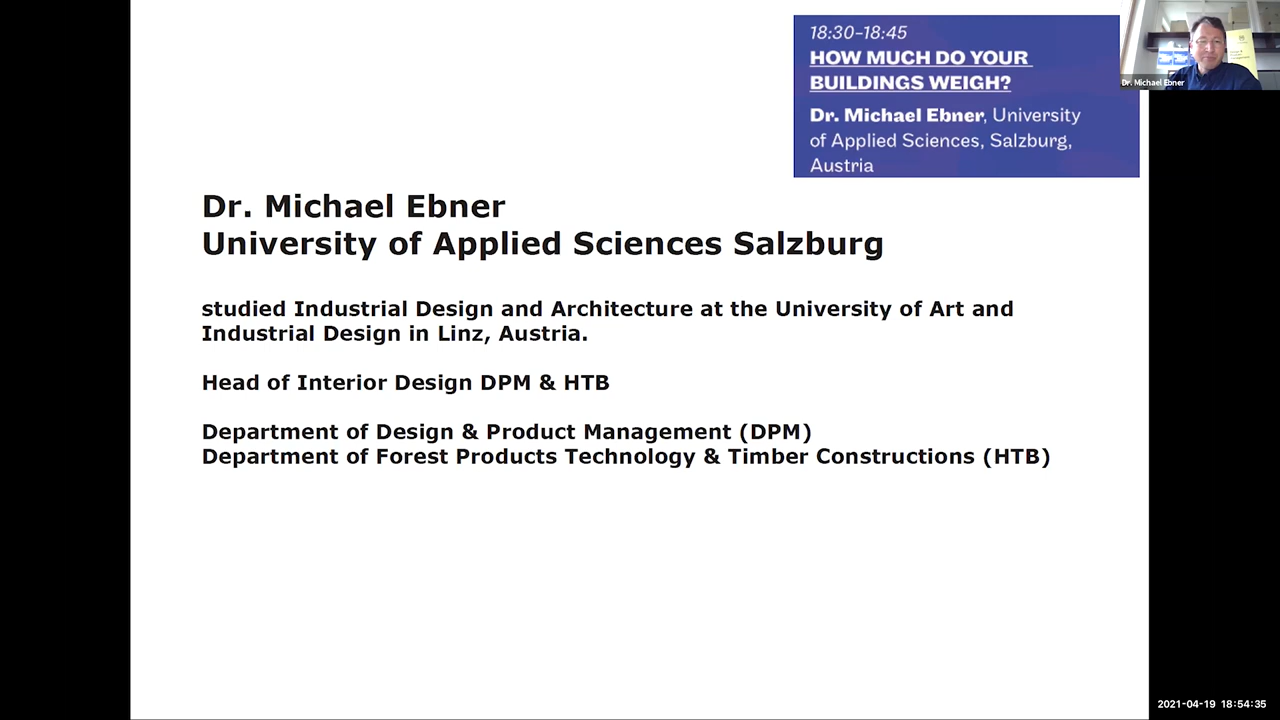 18:30-18:45
HOW MUCH DO YOUR
BUILDINGS WEIGH?
Dr. Michael Ebner, University
of Applied Sciences, Salzburg,
Austria
Dr. Michael Ebner
Dr. Michael Ebner
University of Applied Sciences Salzburg
studied Industrial Design and Architecture at the University of Art and
Industrial Design in Linz, Austria.
Head of Interior Design DPM & HTB
Department of Design & Product Management (DPM)
Department of Forest Products Technology & Timber Constructions (HTB)
2021-04-19 18:54:35